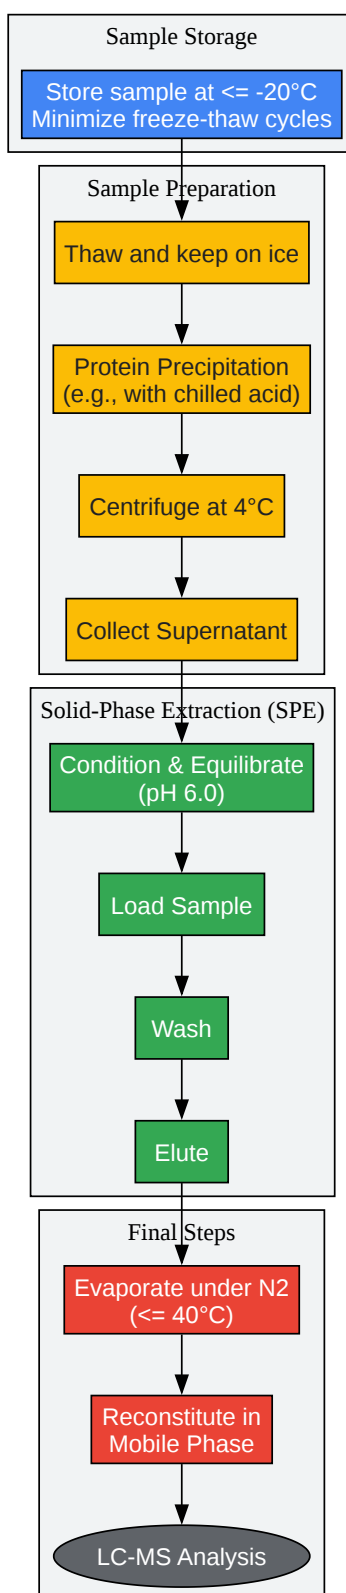 Sample Storage
Store sample at <= -20°C
Minimize freeze-thaw cycles
Sample Preparation
Thaw and keep on ice
Protein Precipitation
(e.g., with chilled acid)
Centrifuge at 4°C
Collect Supernatant
Solid-Phase Extraction (SPE)
Condition & Equilibrate
(pH 6.0)
Load Sample
Wash
Elute
Final Steps
Evaporate under N2
(<= 40°C)
Reconstitute in
Mobile Phase
LC-MS Analysis